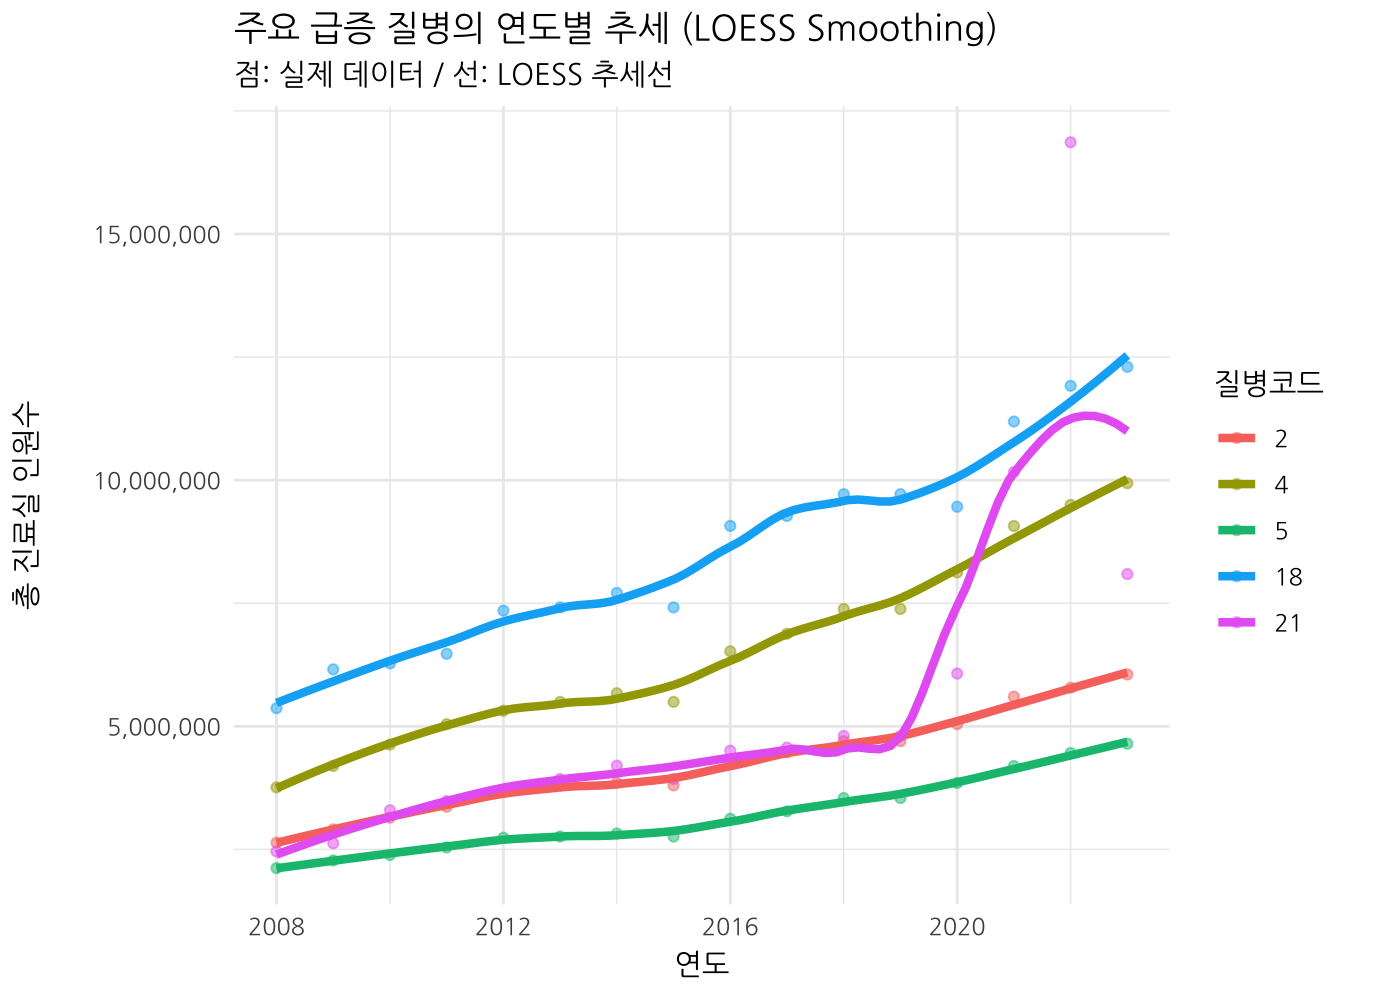 주요 급증 질병의 연도별 추세 (LOESS Smoothing)
점: 실제 데이터 / 선: LOESS 추세선
총 진료실 인원수
15,000,000
10,000,000
5,000,000
2008
2012
2016
2020
연도
질병코드
2
4
5
18
21